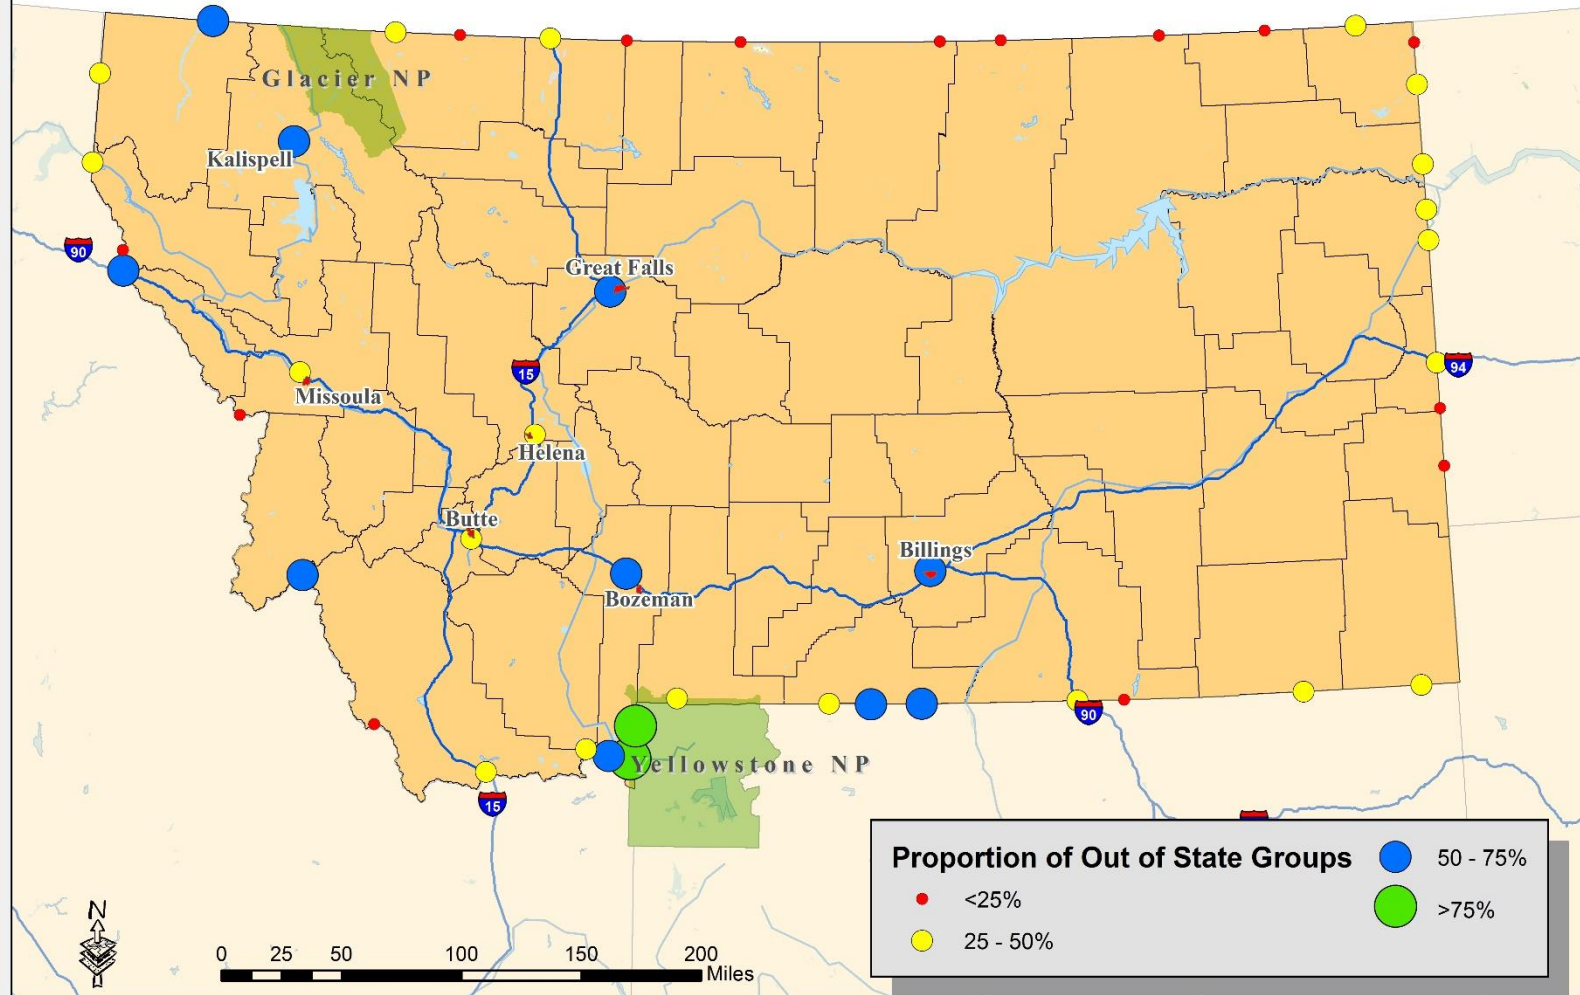 Glacier NP
Kalispell
90
Great Falls
15
94
Missoula
Helena
Butte
Billings
Bozeman
90
Yellowstone NP
15
Proportion of Out of State Groups
<25%
25 - 50%
50 - 75%
>75%
N
0 25 50 100 150 200
Miles